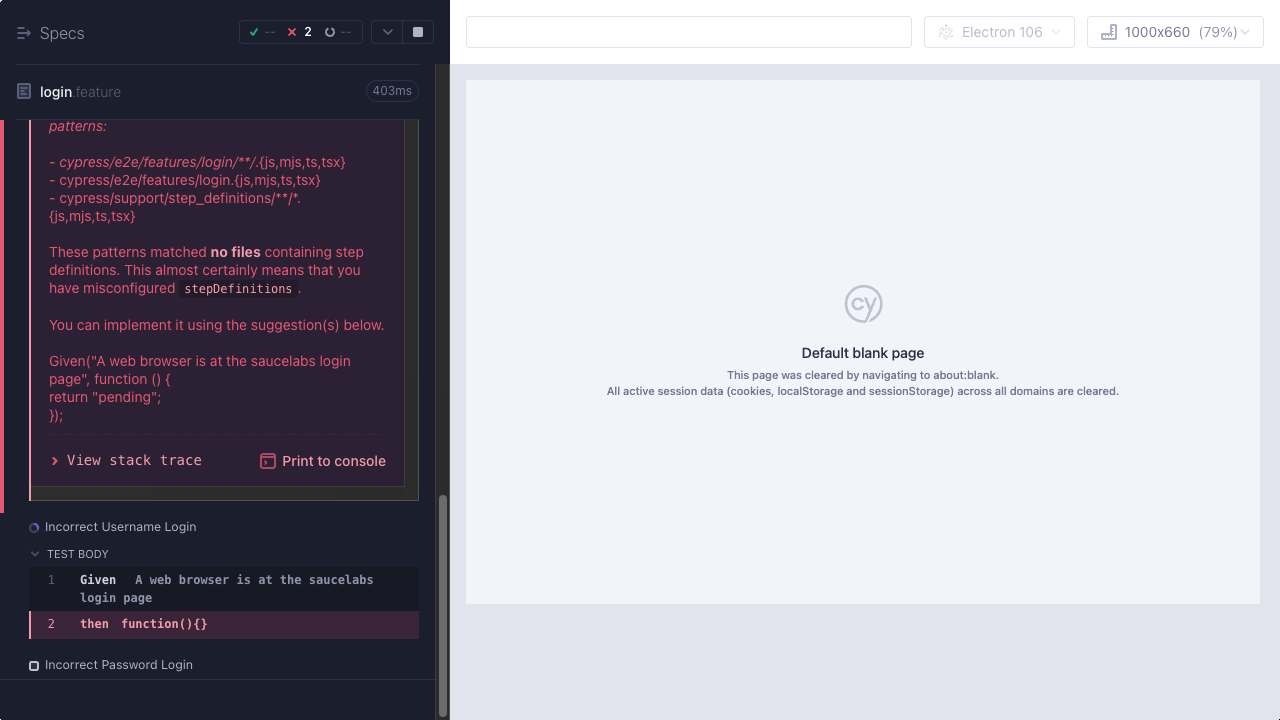 Specs
--
2
--
Electron 106
1000x660 (79%)
login.feature
403ms
patterns:
- cypress/e2e/features/login/**/.{js,mjs,ts,tsx}
- cypress/e2e/features/login.{js,mjs,ts,tsx}
- cypress/support/step_definitions/**/*.
{js,mjs,ts,tsx}
These patterns matched no files containing step
definitions. This almost certainly means that you
have misconfigured stepDefinitions .
You can implement it using the suggestion(s) below.
Given("A web browser is at the saucelabs login
page", function () {
return "pending";
});
View stack trace
Print to console
Incorrect Username Login
TEST BODY
1 Given A web browser is at the saucelabs
login page
2 then function(){}
Incorrect Password Login
cy
Default blank page
This page was cleared by navigating to about:blank.
All active session data (cookies, localStorage and sessionStorage) across all domains are cleared.